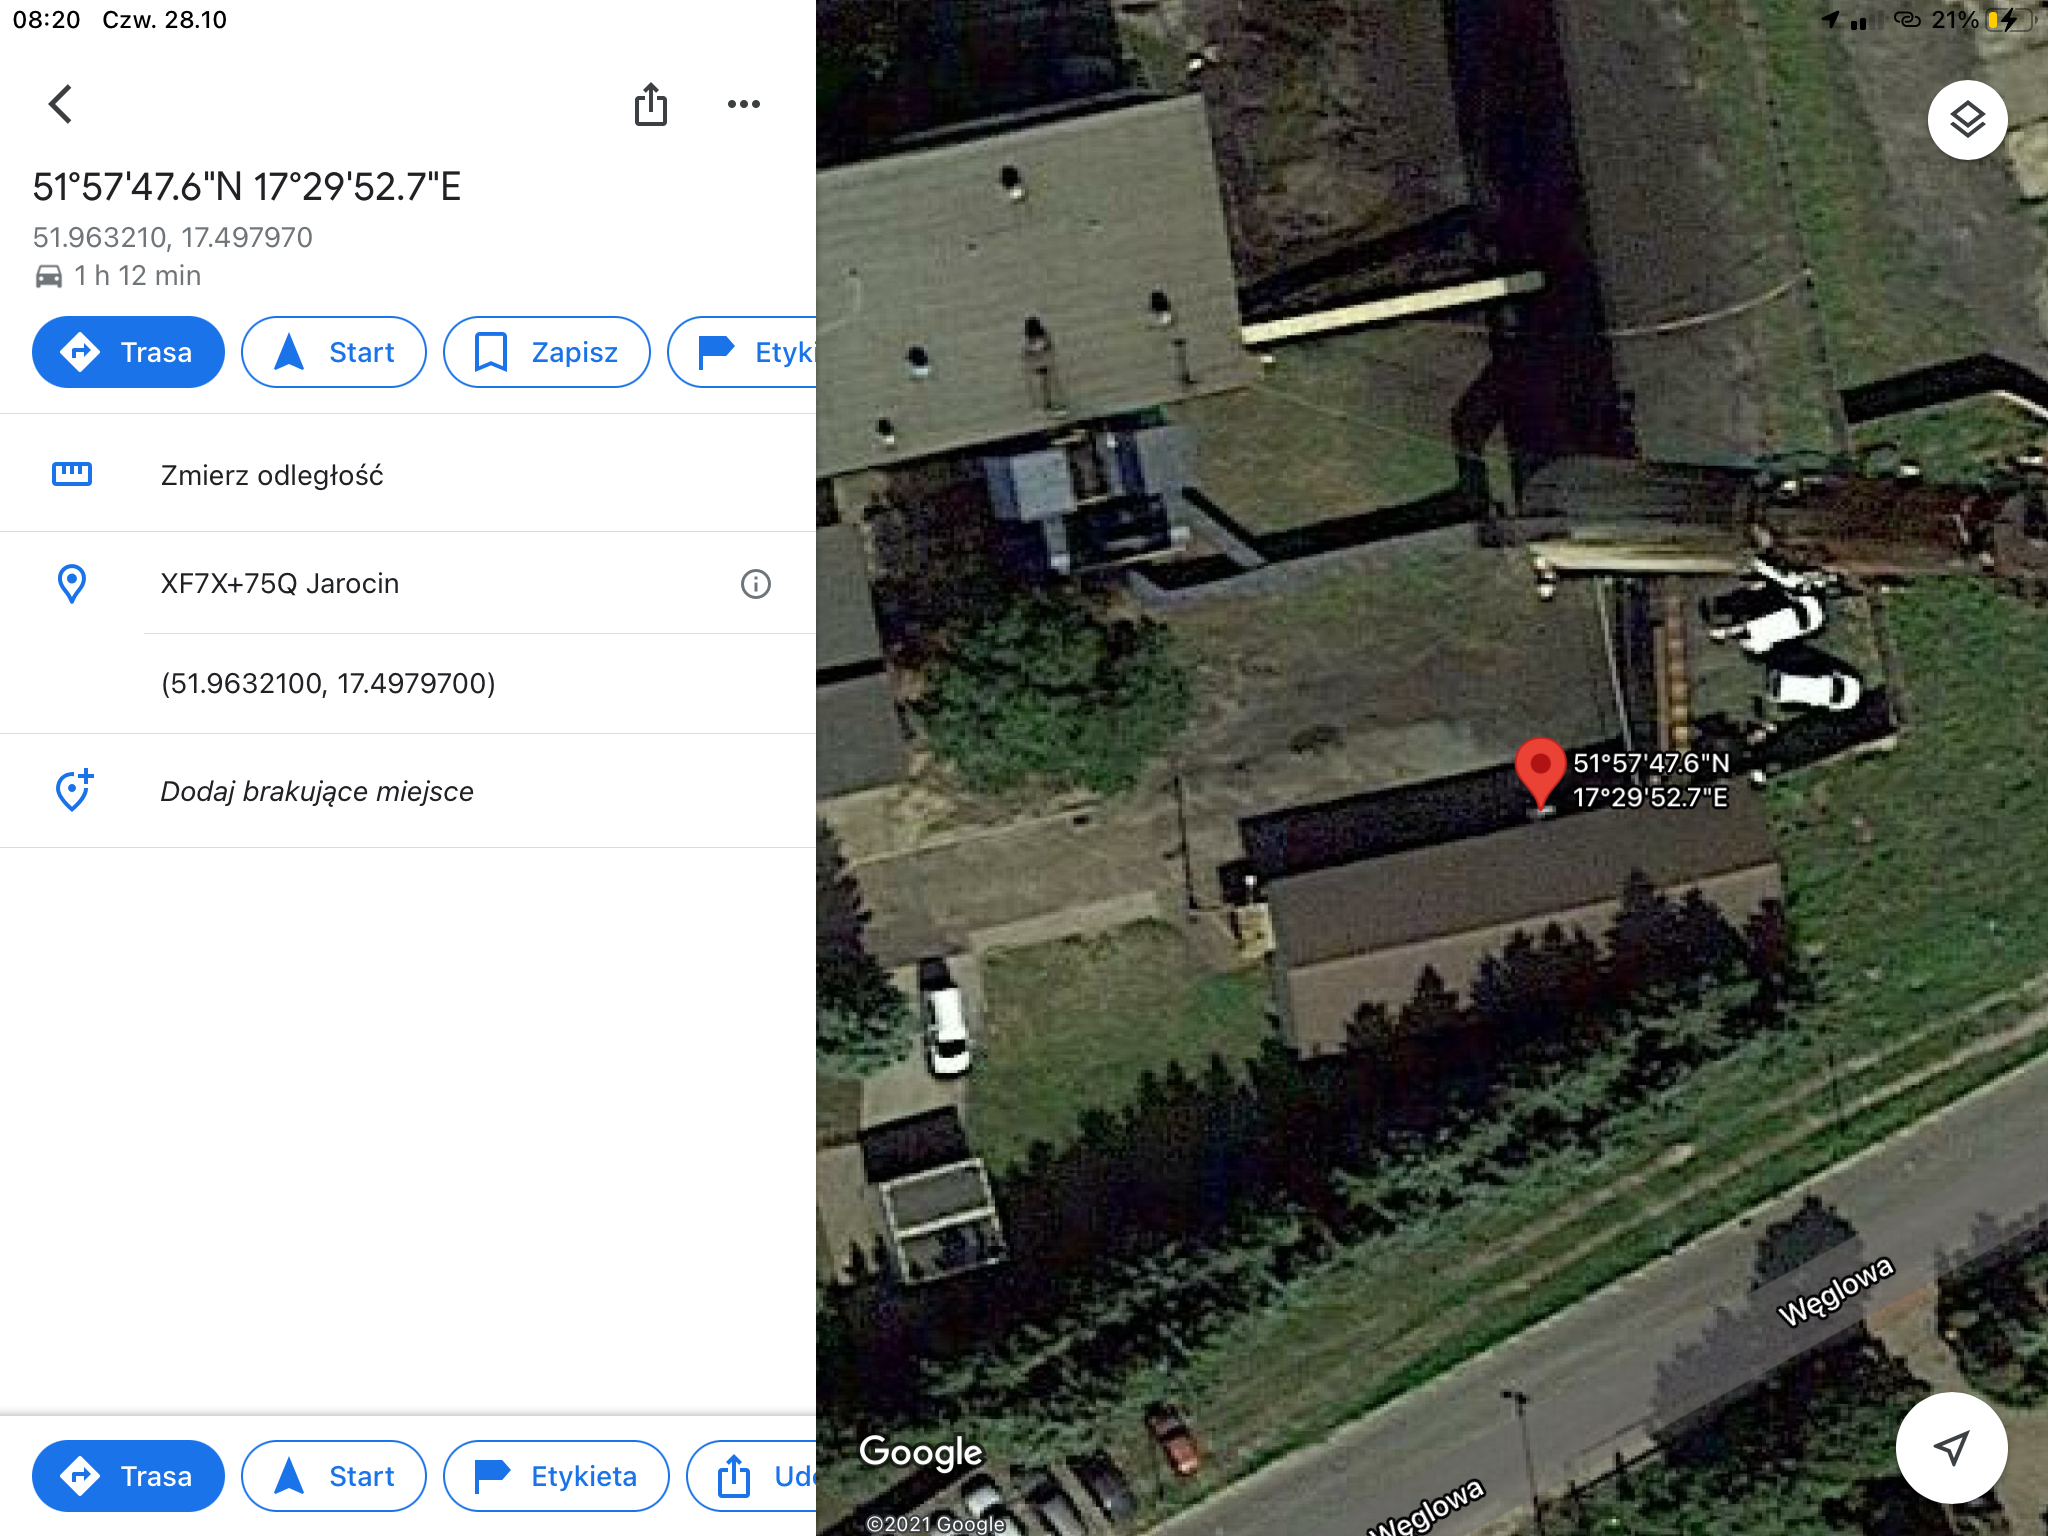 08:20 Czw. 28.10
21%
51°57'47.6"N 17°29'52.7"E
51.963210, 17.497970
1 h 12 min
Trasa
Start
Zapisz
Etyki
Zmierz odległość
XF7X+75Q Jarocin
(51.9632100, 17.4979700)
Dodaj brakujące miejsce
Trasa
Start
Etykieta
Udo
51°57'47.6"N
17°29'52.7"E
Węglowa
Węglowa
Google
©2021 Google